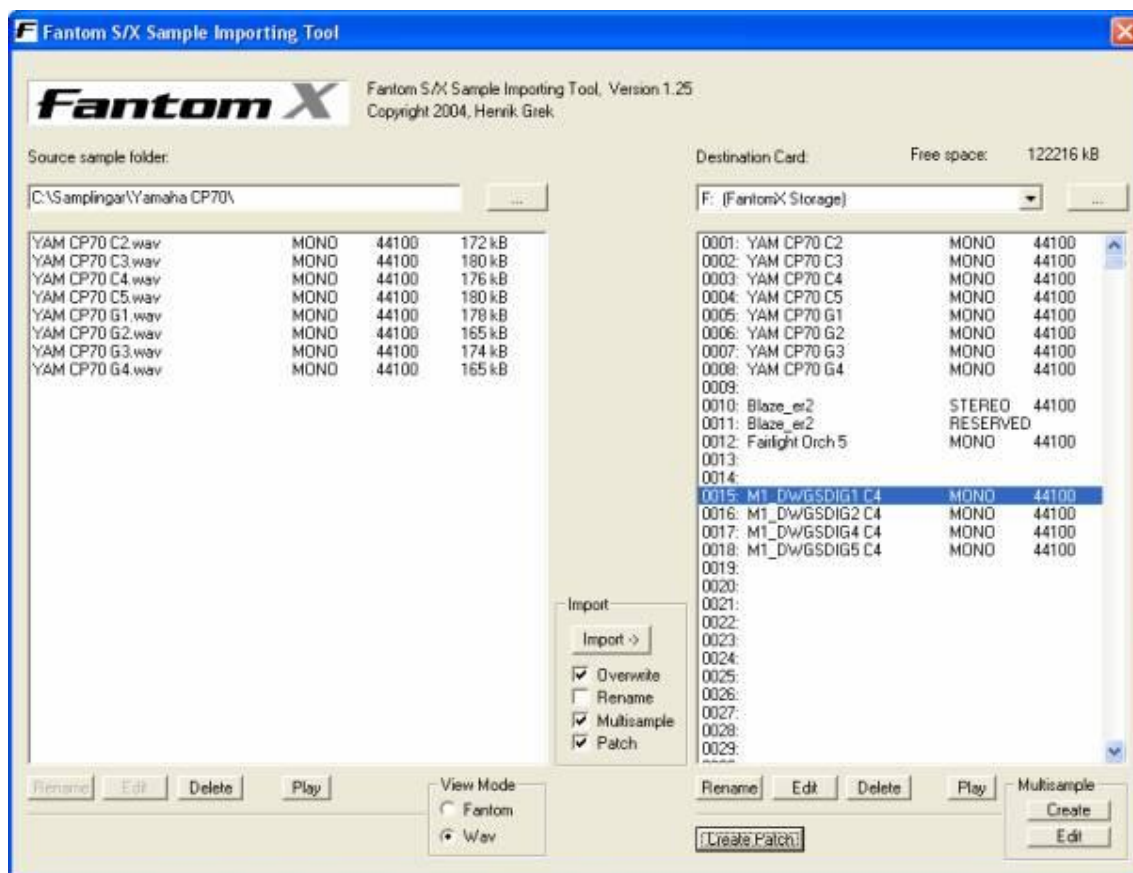 Fantom S/X Sample Importing Tool
Fantom X
Fantom S/X Sample Importing Tool, Version 1.25
Copyright 2004, Henrik Grek
Source sample folder:
C:\Samplingar\Yamaha CP70\
...
YAM CP70 C2.wav MONO 44100 172 kB
YAM CP70 C3.wav MONO 44100 180 kB
YAM CP70 C4.wav MONO 44100 176 kB
YAM CP70 C5.wav MONO 44100 180 kB
YAM CP70 G1.wav MONO 44100 178 kB
YAM CP70 G2.wav MONO 44100 165 kB
YAM CP70 G3.wav MONO 44100 174 kB
YAM CP70 G4.wav MONO 44100 165 kB
Rename Edit Delete Play
View Mode
Fantom
Wav
Import
Import ->
Overwrite
Rename
Multisample
Patch
Destination Card: Free space: 122216 kB
F: (FantomX Storage)
...
0001: YAM CP70 C2 MONO 44100
0002: YAM CP70 C3 MONO 44100
0003: YAM CP70 C4 MONO 44100
0004: YAM CP70 C5 MONO 44100
0005: YAM CP70 G1 MONO 44100
0006: YAM CP70 G2 MONO 44100
0007: YAM CP70 G3 MONO 44100
0008: YAM CP70 G4 MONO 44100
0009:
0010: Blaze_er2 STEREO 44100
0011: Blaze_er2 RESERVED
0012: Fairlight Orch 5 MONO 44100
0013:
0014:
0015: M1_DWGSDIG1 C4 MONO 44100
0016: M1_DWGSDIG2 C4 MONO 44100
0017: M1_DWGSDIG4 C4 MONO 44100
0018: M1_DWGSDIG5 C4 MONO 44100
0019:
0020:
0021:
0022:
0023:
0024:
0025:
0026:
0027:
0028:
0029:
Rename Edit Delete Play
Multisample
Create
Edit
Create Patch